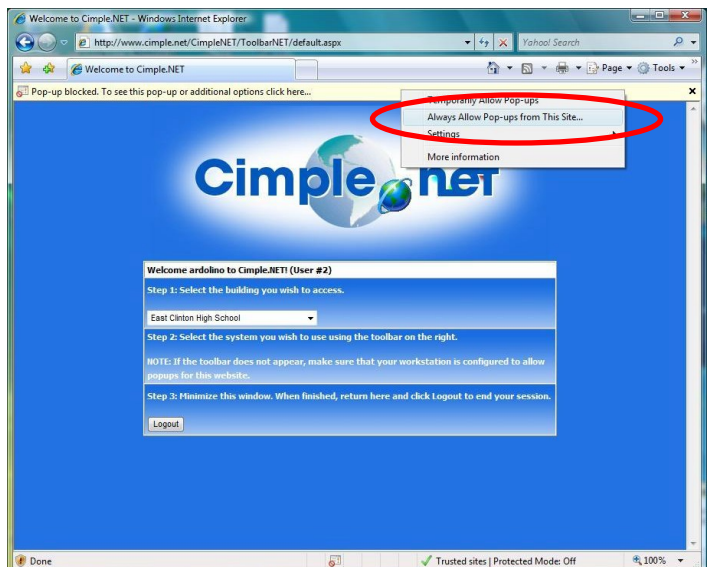 Welcome to Cimple.NET - Windows Internet Explorer
http://www.cimple.net/CimpleNET/ToolbarNET/default.aspx
Yahoo! Search
Welcome to Cimple.NET
Page
Tools
Pop-up blocked. To see this pop-up or additional options click here...
Temporarily Allow Pop-ups
Always Allow Pop-ups from This Site...
Settings
More information
Cimple.net
Welcome ardolino to Cimple.NET! (User #2)
Step 1: Select the building you wish to access.
East Clinton High School
Step 2: Select the system you wish to use using the toolbar on the right.
NOTE: If the toolbar does not appear, make sure that your workstation is configured to allow
popups for this website.
Step 3: Minimize this window. When finished, return here and click Logout to end your session.
Logout
Done
Trusted sites | Protected Mode: Off
100%